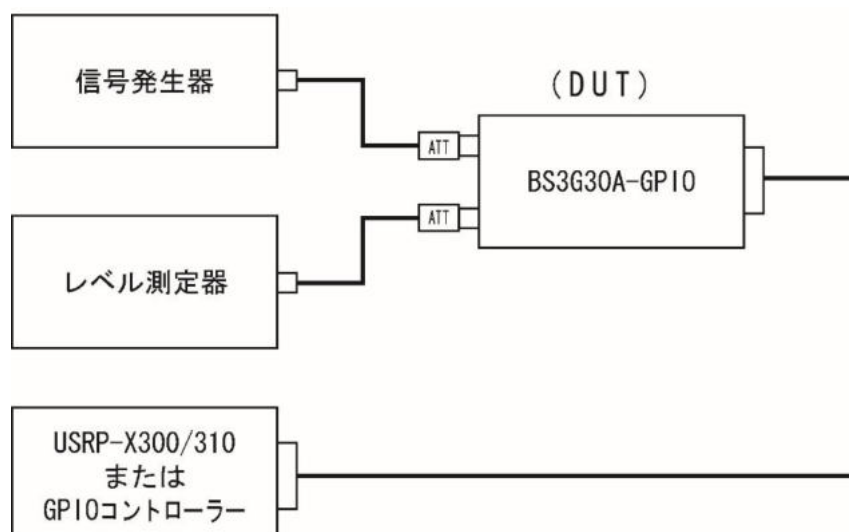 信号発生器
(DUT)
ATT
BS3G30A-GPIO
ATT
レベル測定器
USRP-X300/310
または
GPIOコントローラー